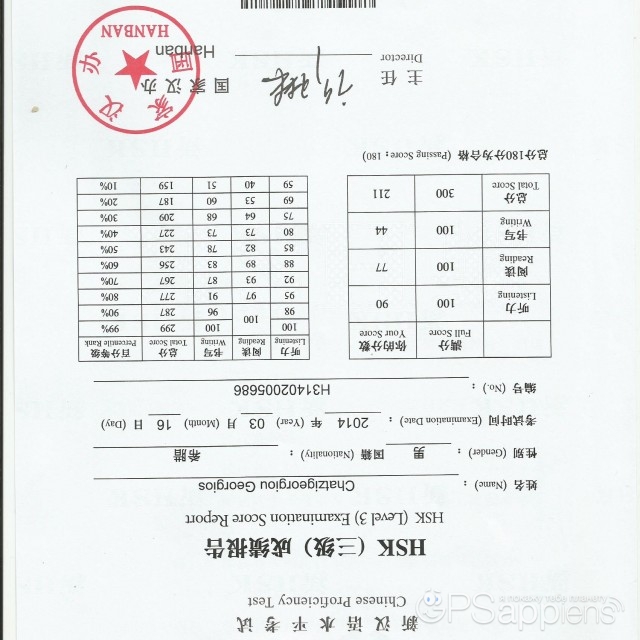 新汉语水平考试
Chinese Proficiency Test
HSK（三级）成绩报告
HSK (Level 3) Examination Score Report
姓名 (Name) : Chatzigeorgiou Georgios
性别 (Gender) : 男 国籍 (Nationality) : 希腊
考试时间 (Examination Date) : 2014 年 (Year) 03 月 (Month) 16 日 (Day)
编号 (No.) : H31402005686
满分 Full Score 你的分数 Your Score
听力 Listening 100 90
阅读 Reading 100 77
书写 Writing 100 44
总分 Total Score 300 211
总分180分为合格 (Passing Score: 180)
听力 Listening 阅读 Reading 书写 Writing 总分 Total Score 百分等级 Percentile Rank
100 100 100 299 99%
98 96 287 90%
95 97 91 277 80%
92 93 87 267 70%
89 88 83 256 60%
85 82 78 243 50%
80 73 73 227 40%
75 64 68 209 30%
69 53 60 187 20%
59 40 51 159 10%
主任 Director
国家汉办 Hanban
国家汉办
HANBAN
я покажу тебе планету
GPSapiens